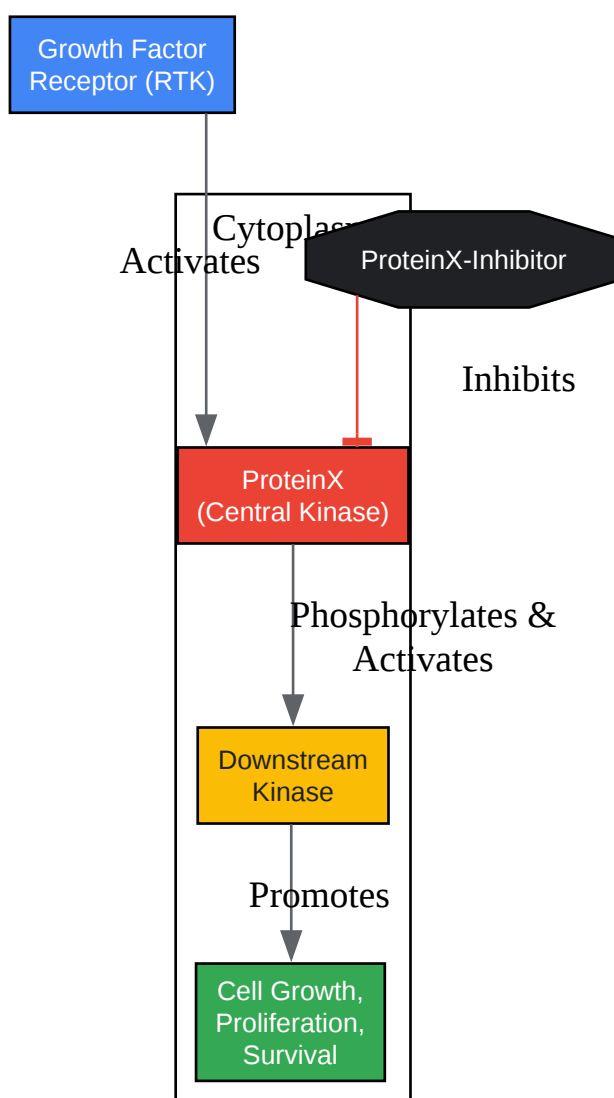 Growth Factor
Receptor (RTK)
Cytoplasm
Activates
ProteinX-Inhibitor
Inhibits
ProteinX
(Central Kinase)
Phosphorylates &
Activates
Downstream
Kinase
Promotes
Cell Growth,
Proliferation,
Survival